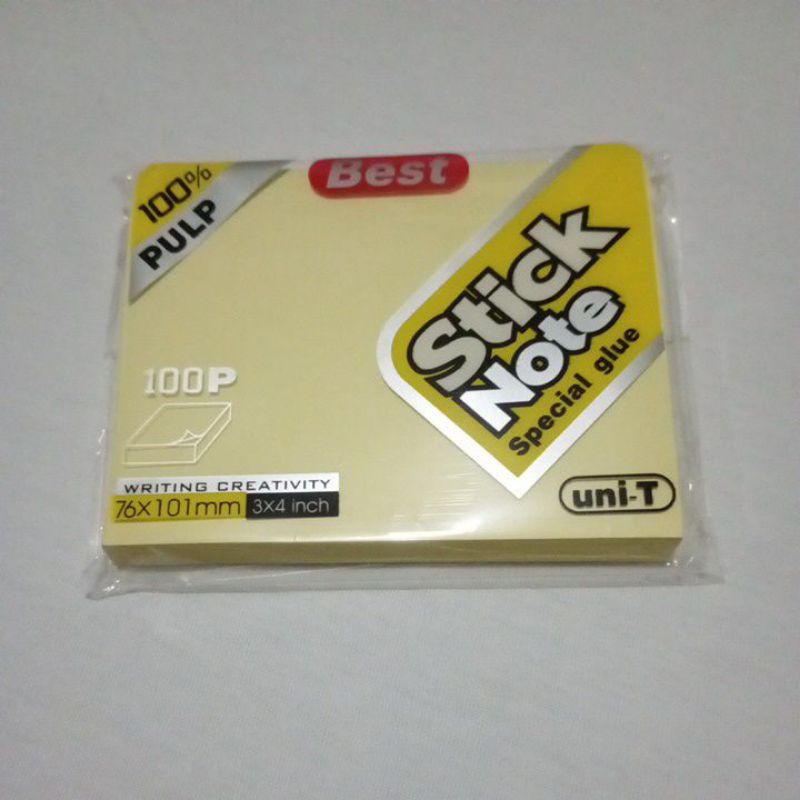 Best
100%
PULP
Stick
Note
Special glue
100P
WRITING CREATIVITY
76X101mm 3X4 inch
uni-T